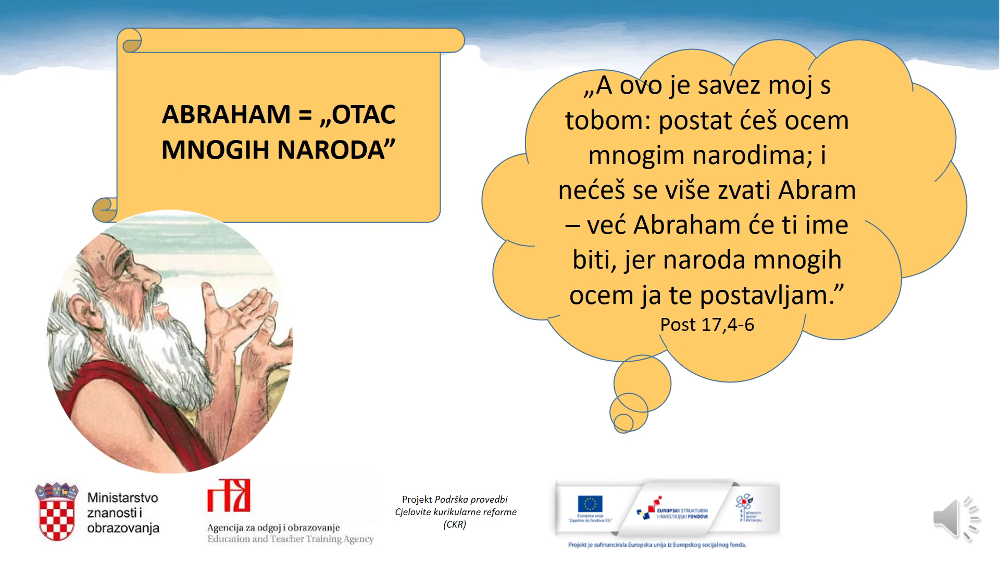 ABRAHAM = „OTAC
MNOGIH NARODA”
„A ovo je savez moj s
tobom: postat ćeš ocem
mnogim narodima; i
nećeš se više zvati Abram
– već Abraham će ti ime
biti, jer naroda mnogih
ocem ja te postavljam.”
Post 17,4-6
Ministarstvo
znanosti i
obrazovanja
Agencija za odgoj i obrazovanje
Education and Teacher Training Agency
Projekt Podrška provedbi
Cjelovite kurikularne reforme
(CKR)
Europska unija
"Zajedno do fondova EU"
EUROPSKI STRUKTURNI
I INVESTICIJSKI FONDOVI
Projekt je sufinancirala Europska unija iz Europskog socijalnog fonda.